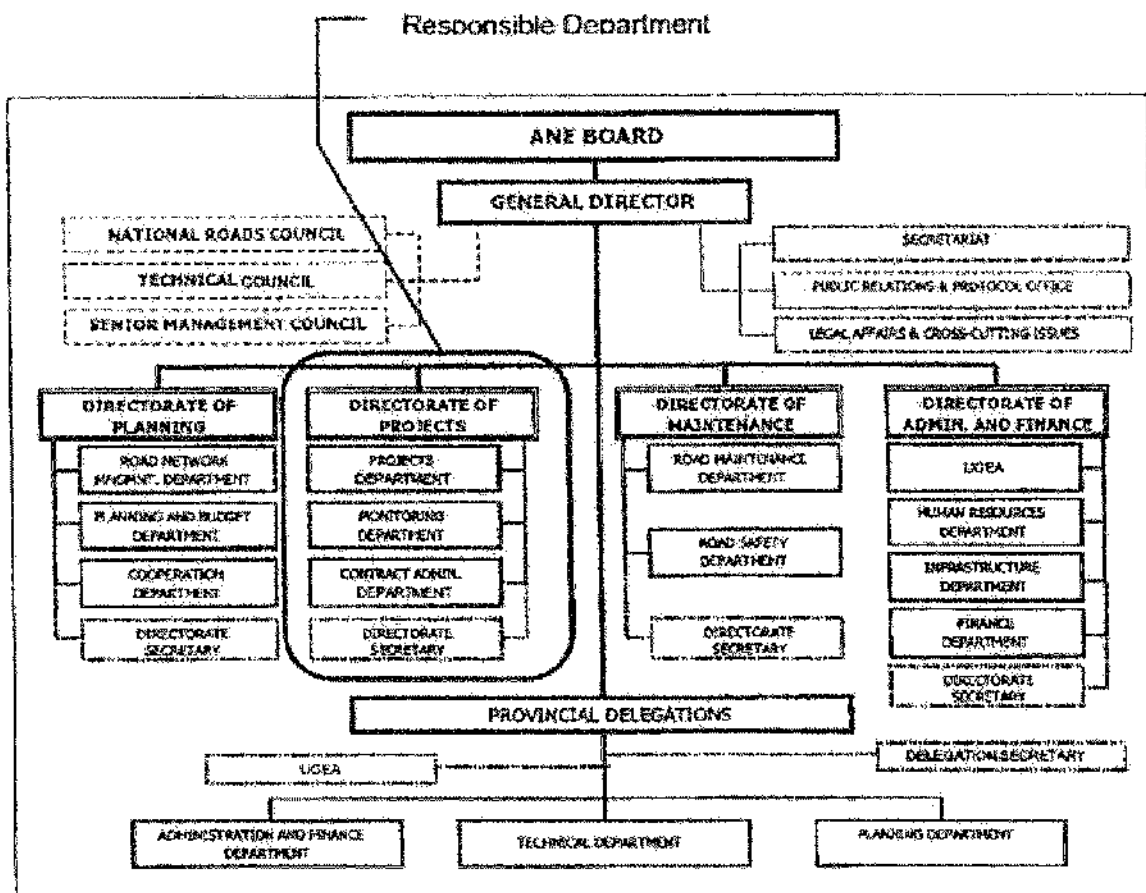 Responsible Department
ANE BOARD
GENERAL DIRECTOR
NATIONAL ROADS COUNCIL
TECHNICAL COUNCIL
SENIOR MANAGEMENT COUNCIL
SECRETARIAT
PUBLIC RELATIONS & PROTOCOL OFFICE
LEGAL AFFAIRS & CROSS-CUTTING ISSUES
DIRECTORATE OF
PLANNING
ROAD NETWORK
MAGMNT. DEPARTMENT
PLANNING AND BUDGET
DEPARTMENT
COOPERATION
DEPARTMENT
DIRECTORATE
SECRETARY
DIRECTORATE OF
PROJECTS
PROJECTS
DEPARTMENT
MONITORING
DEPARTMENT
CONTRACT ADMIN.
DEPARTMENT
DIRECTORATE
SECRETARY
DIRECTORATE OF
MAINTENANCE
ROAD MAINTENANCE
DEPARTMENT
ROAD SAFETY
DEPARTMENT
DIRECTORATE
SECRETARY
DIRECTORATE OF
ADMIN. AND FINANCE
UGEA
HUMAN RESOURCES
DEPARTMENT
INFRASTRUCTURE
DEPARTMENT
FINANCE
DEPARTMENT
DIRECTORATE
SECRETARY
PROVINCIAL DELEGATIONS
UGEA
DELEGATION SECRETARY
ADMINISTRATION AND FINANCE
DEPARTMENT
TECHNICAL DEPARTMENT
PLANNING DEPARTMENT